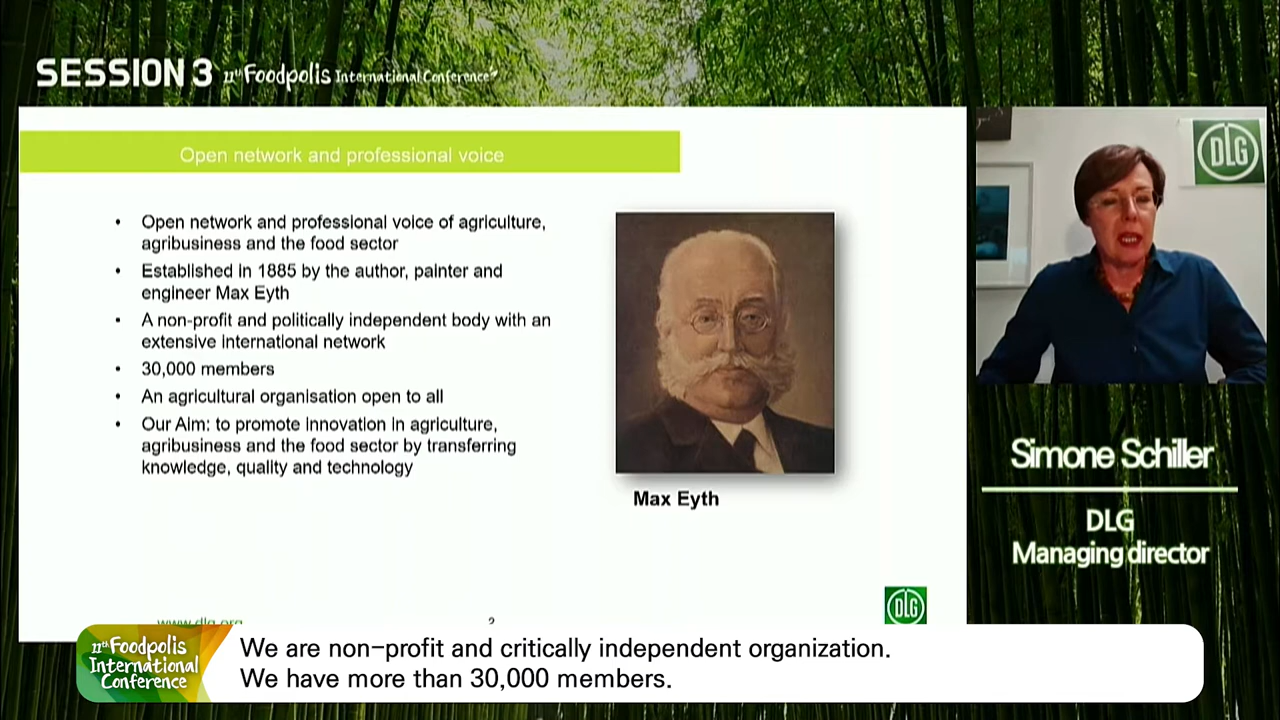 SESSION 3 11th Foodpolis International Conference
Open network and professional voice
• Open network and professional voice of agriculture,
agribusiness and the food sector
• Established in 1885 by the author, painter and
engineer Max Eyth
• A non-profit and politically independent body with an
extensive international network
• 30,000 members
• An agricultural organisation open to all
• Our Aim: to promote innovation in agriculture,
agribusiness and the food sector by transferring
knowledge, quality and technology
Max Eyth
www.dlg.org
2
DLG
DLG
Simone Schiller
DLG
Managing director
11th Foodpolis
International
Conference
We are non-profit and critically independent organization.
We have more than 30,000 members.